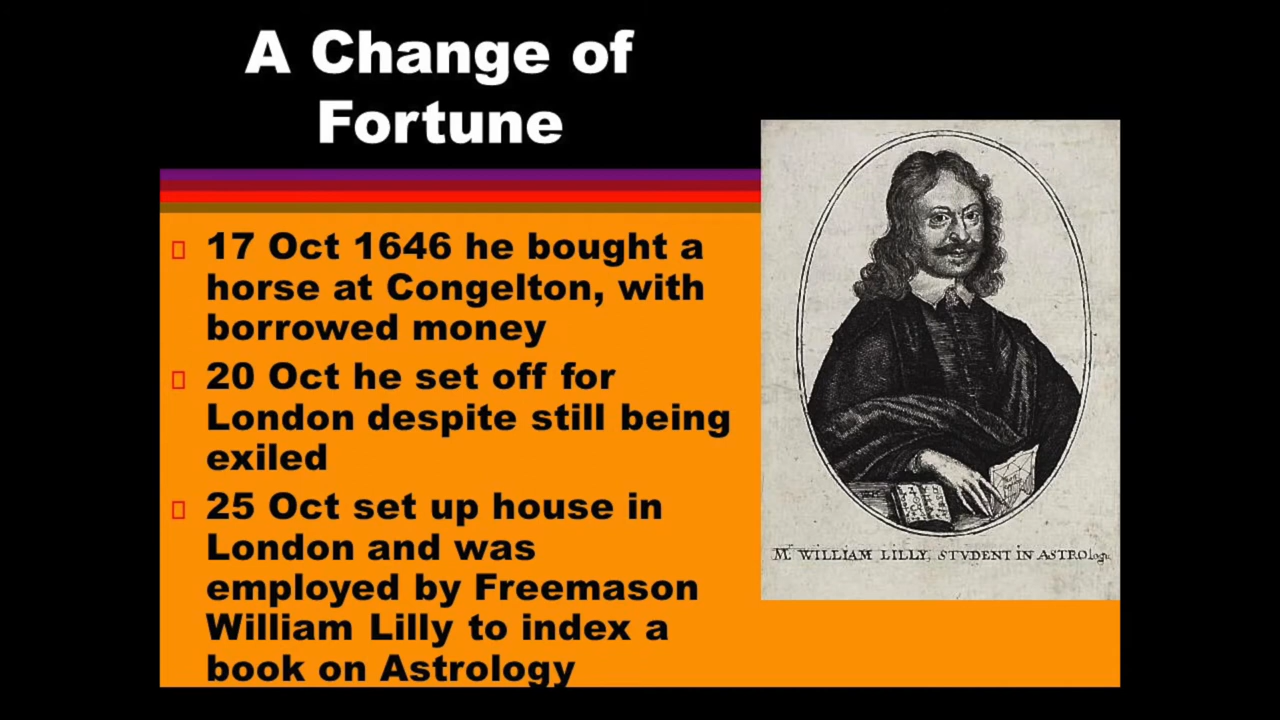 A Change of
Fortune
17 Oct 1646 he bought a
horse at Congelton, with
borrowed money
20 Oct he set off for
London despite still being
exiled
25 Oct set up house in
London and was
employed by Freemason
William Lilly to index a
book on Astrology
M. WILLIAM LILLY, STVDENT IN ASTROlogie